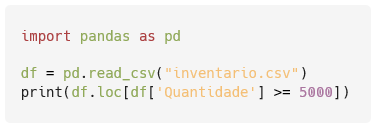 import pandas as pd
df = pd.read_csv("inventario.csv")
print(df.loc[df['Quantidade'] >= 5000])